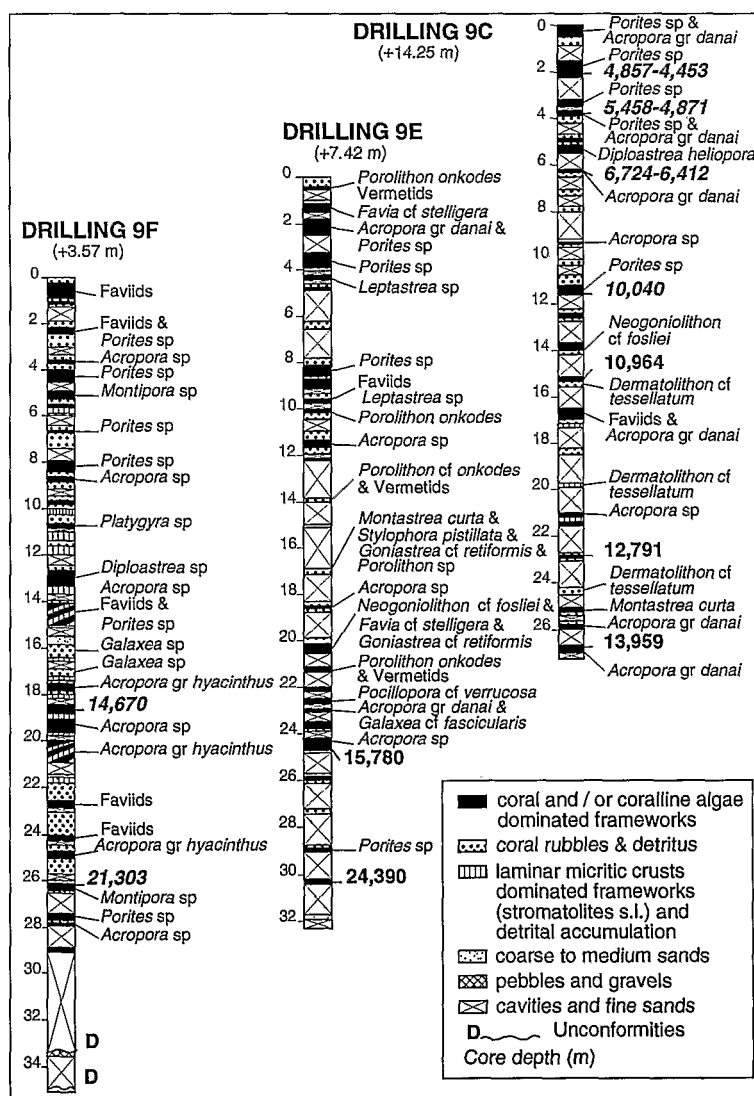 DRILLING 9F
(+3.57 m)
0
Faviids
2
Faviids &
Porites sp
4
Acropora sp
Porites sp
Montipora sp
6
Porites sp
8
Porites sp
Acropora sp
10
Platygyra sp
12
Diploastrea sp
Acropora sp
14
Faviids &
Porites sp
16
Galaxea sp
Galaxea sp
18
Acropora gr hyacinthus
14,670
Acropora sp
20
Acropora gr hyacinthus
22
Faviids
24
Faviids
Acropora gr hyacinthus
26
21,303
Montipora sp
Porites sp
28
Acropora sp
30
32
D
34
D
DRILLING 9E
(+7.42 m)
0
Porolithon onkodes
Vermetids
Favia cf stelligera
2
Acropora gr danai &
Porites sp
4
Porites sp
Leptastrea sp
6
8
Porites sp
Faviids
Leptastrea sp
10
Porolithon onkodes
Acropora sp
12
Porolithon cf onkodes
& Vermetids
14
Montastrea curta &
Stylophora pistillata &
16
Goniastrea cf retiformis &
Porolithon sp
18
Acropora sp
Neogoniolithon cf fosliei &
Favia cf stelligera &
20
Goniastrea cf retiformis
Porolithon onkodes
& Vermetids
22
Pocillopora cf verrucosa
Acropora gr danai &
Galaxea cf fascicularis
24
Acropora sp
15,780
26
28
Porites sp
30
24,390
32
DRILLING 9C
(+14.25 m)
0
Porites sp &
Acropora gr danai
Porites sp
2
4,857-4,453
Porites sp
5,458-4,871
4
Porites sp &
Acropora gr danai
Diploastrea heliopora
6
6,724-6,412
Acropora gr danai
8
Acropora sp
10
Porites sp
10,040
12
Neogoniolithon
cf fosliei
14
10,964
Dermatolithon cf
tessellatum
16
Faviids &
Acropora gr danai
18
Dermatolithon cf
tessellatum
20
Acropora sp
22
12,791
24
Dermatolithon cf
tessellatum
Montastrea curta
26
Acropora gr danai
13,959
Acropora gr danai
coral and / or coralline algae
dominated frameworks
coral rubbles & detritus
laminar micritic crusts
dominated frameworks
(stromatolites s.l.) and
detrital accumulation
coarse to medium sands
pebbles and gravels
cavities and fine sands
D Unconformities
Core depth (m)